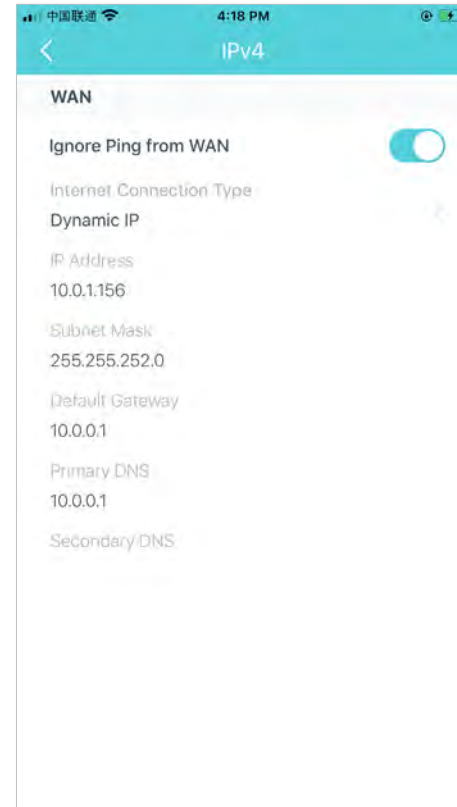 中国联通
4:18 PM
IPv4
WAN
Ignore Ping from WAN
Internet Connection Type
Dynamic IP
IP Address
10.0.1.156
Subnet Mask
255.255.252.0
Default Gateway
10.0.0.1
Primary DNS
10.0.0.1
Secondary DNS